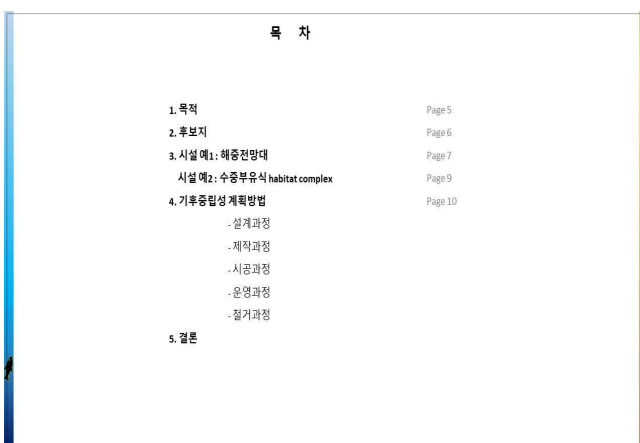 목 차
1. 목적 Page 5
2. 후보지 Page 6
3. 시설 예1 : 해중전망대 Page 7
시설 예2 : 수중부유식 habitat complex Page 9
4. 기후중립성 계획방법 Page 10
- 설계과정
- 제작과정
- 시공과정
- 운영과정
- 철거과정
5. 결론